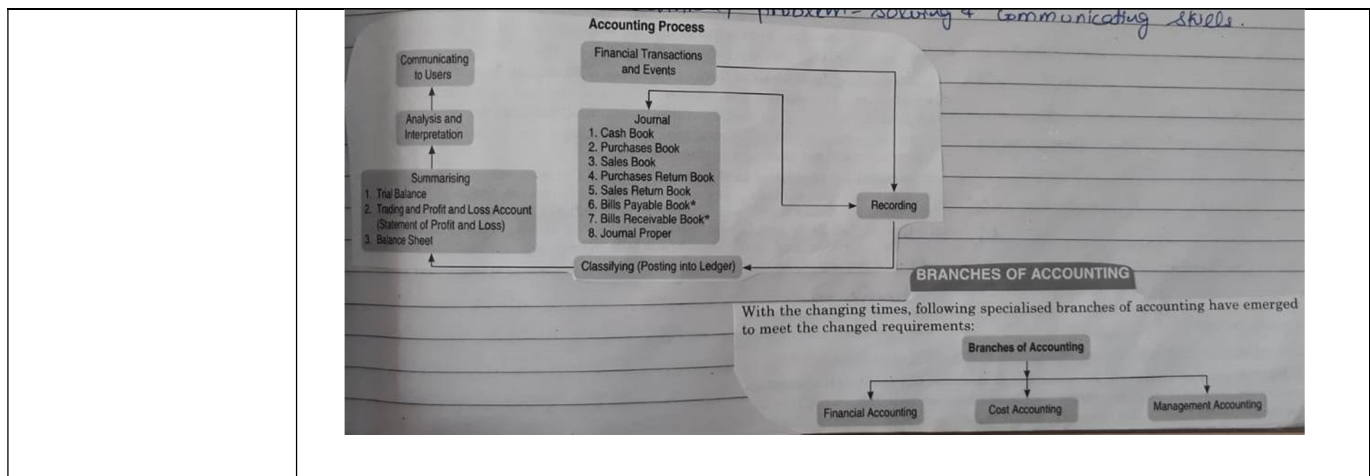 problem-solving & communicating skills.
Accounting Process
Financial Transactions
and Events
Communicating
to Users
Analysis and
Interpretation
Journal
1. Cash Book
2. Purchases Book
3. Sales Book
4. Purchases Return Book
5. Sales Return Book
6. Bills Payable Book*
7. Bills Receivable Book*
8. Journal Proper
Summarising
1. Trial Balance
2. Trading and Profit and Loss Account
(Statement of Profit and Loss)
3. Balance Sheet
Recording
Classifying (Posting into Ledger)
BRANCHES OF ACCOUNTING
With the changing times, following specialised branches of accounting have emerged
to meet the changed requirements:
Branches of Accounting
Financial Accounting
Cost Accounting
Management Accounting